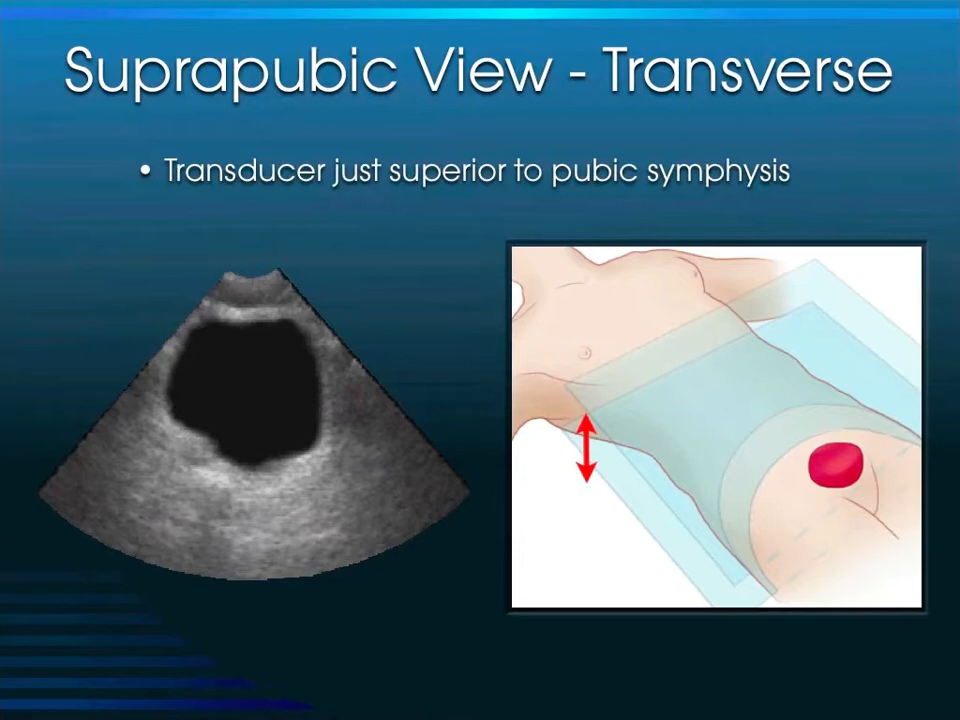 Suprapubic View - Transverse
• Transducer just superior to pubic symphysis